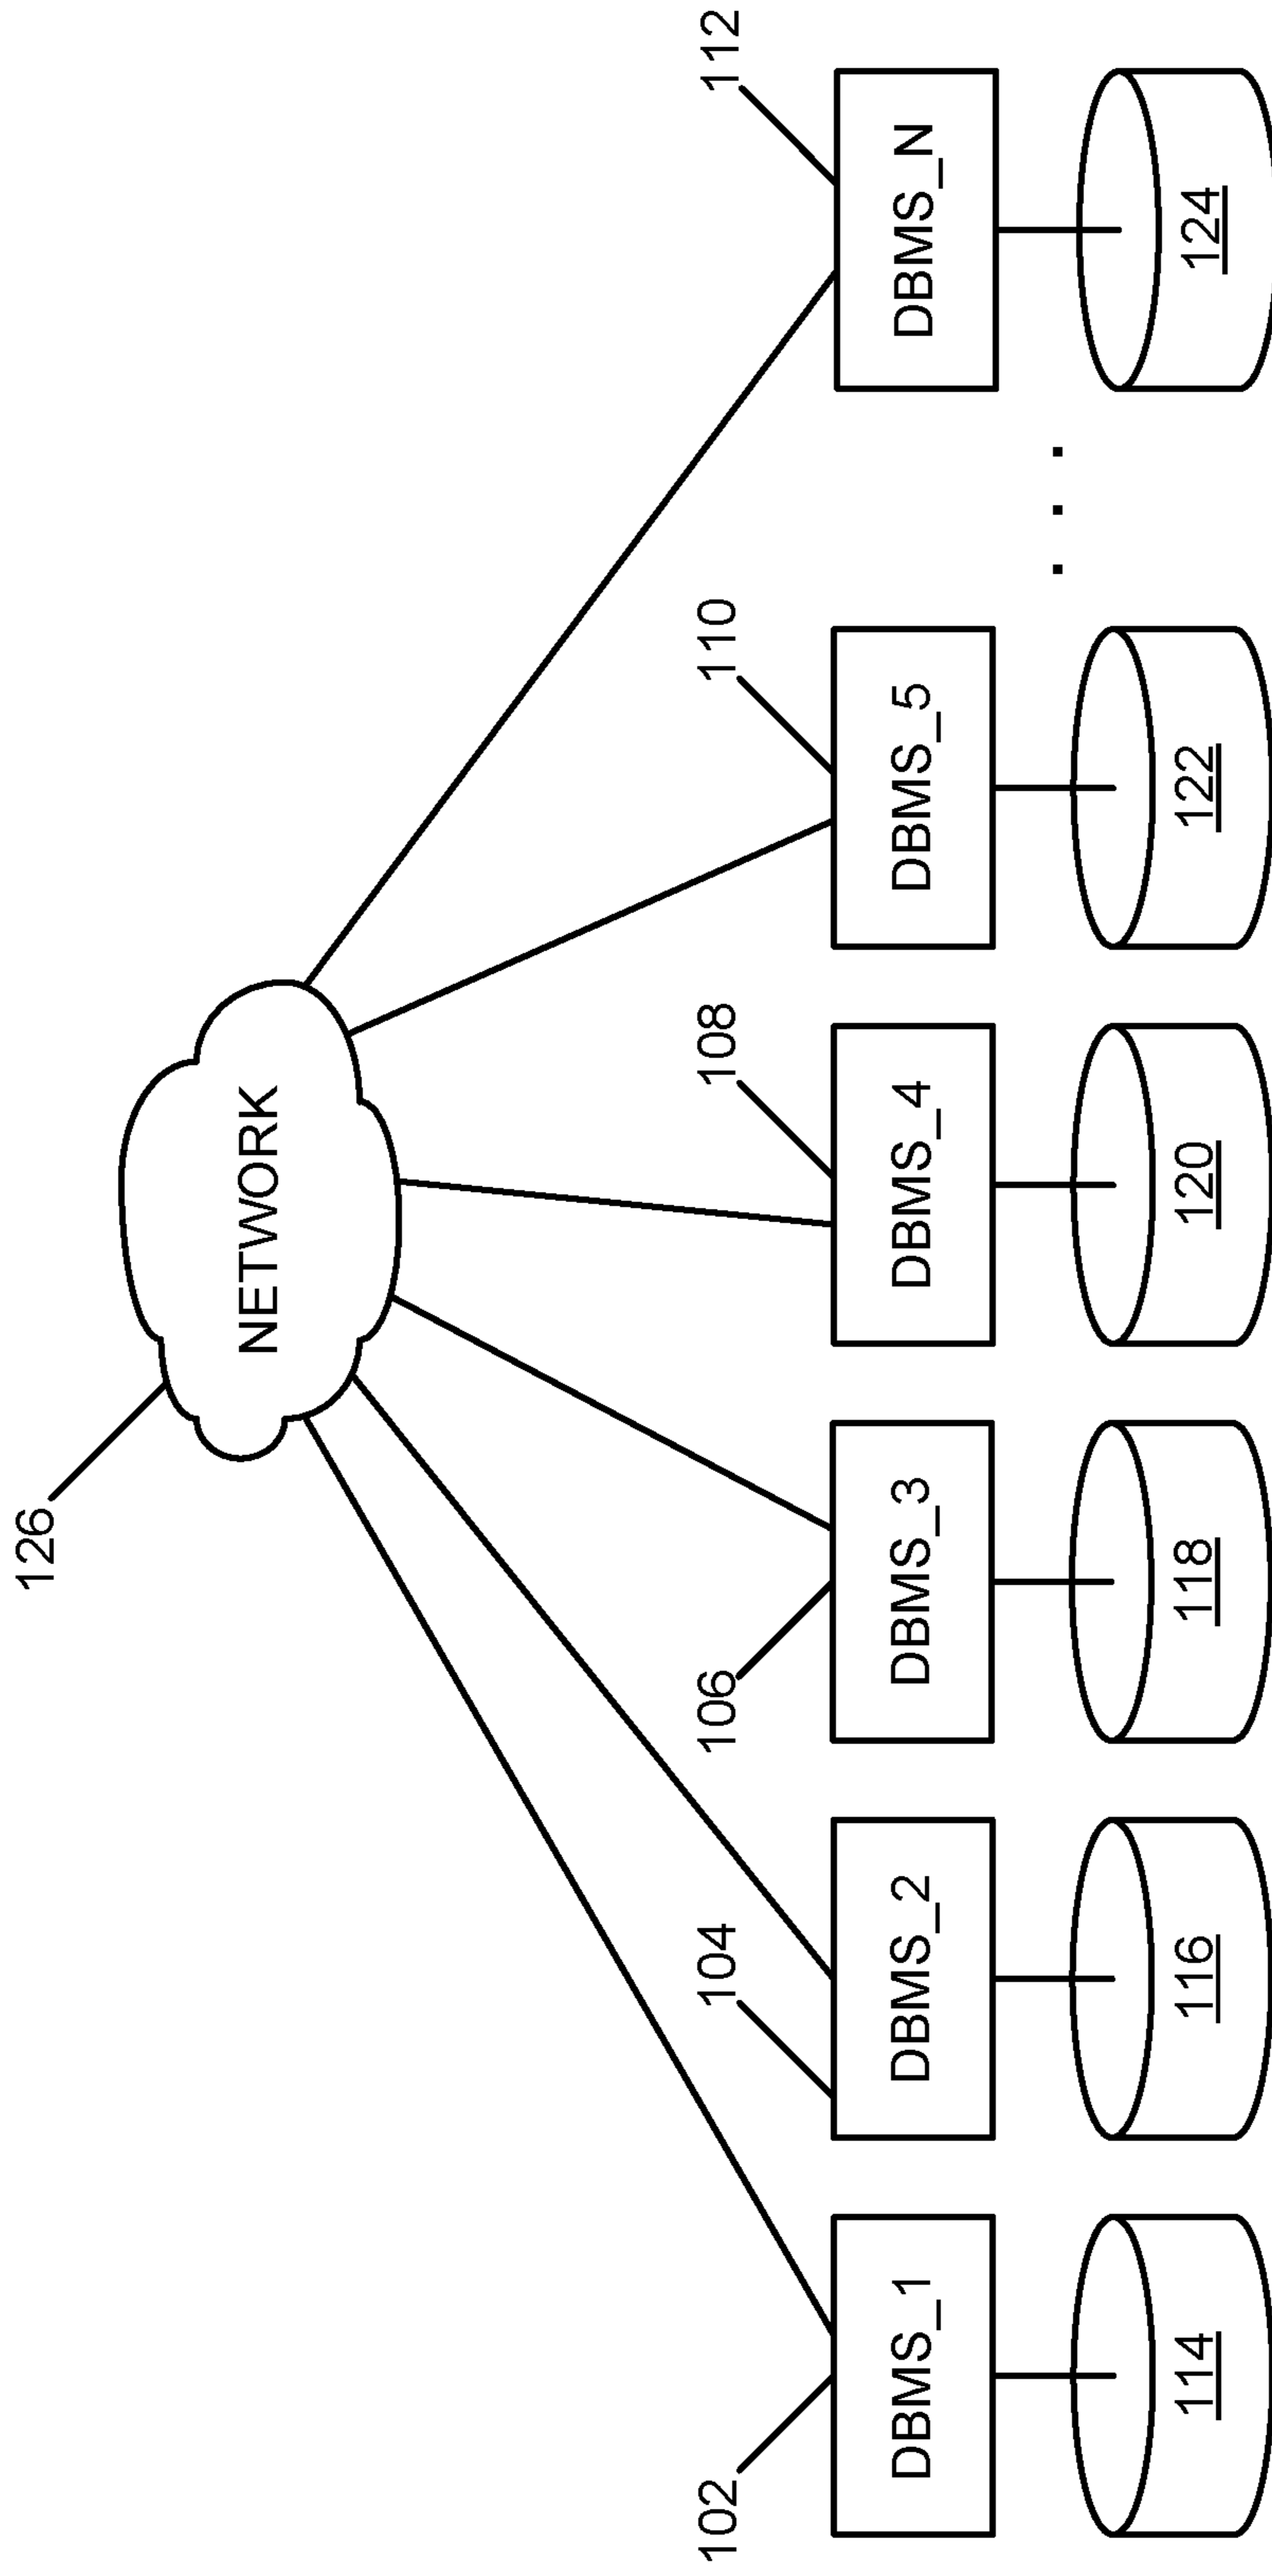 126
NETWORK
102
104
106
108
110
112
DBMS_1
DBMS_2
DBMS_3
DBMS_4
DBMS_5
. . .
DBMS_N
114
116
118
120
122
124